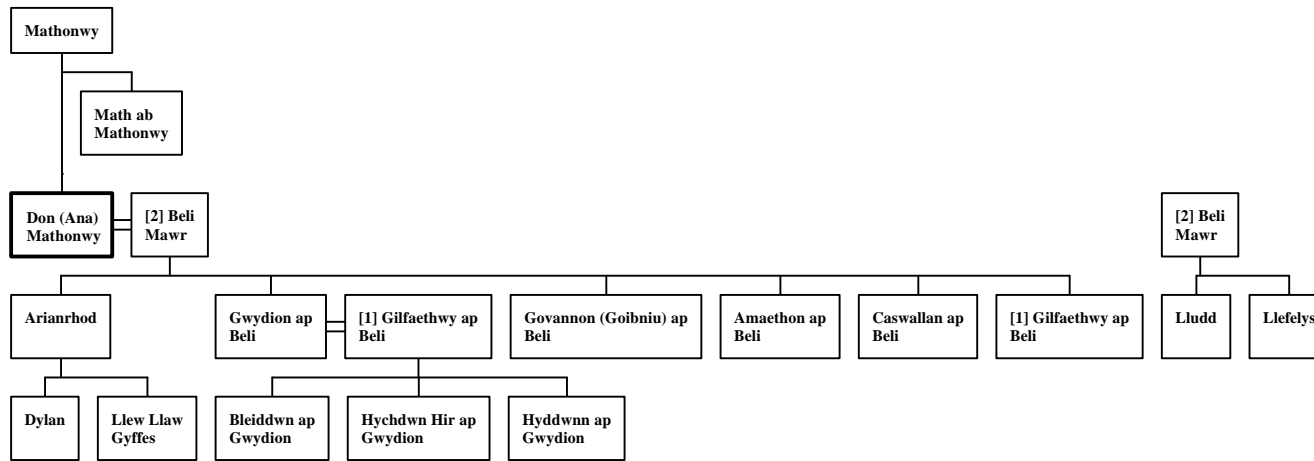 Mathonwy
Math ab
Mathonwy
Don (Ana)
Mathonwy
[2] Beli
Mawr
[2] Beli
Mawr
Arianrhod
Gwydion ap
Beli
[1] Gilfaethwy ap
Beli
Govannon (Goibniu) ap
Beli
Amaethon ap
Beli
Caswallan ap
Beli
[1] Gilfaethwy ap
Beli
Lludd
Llefelys
Dylan
Llew Llaw
Gyffes
Bleiddwn ap
Gwydion
Hychdwn Hir ap
Gwydion
Hyddwnn ap
Gwydion